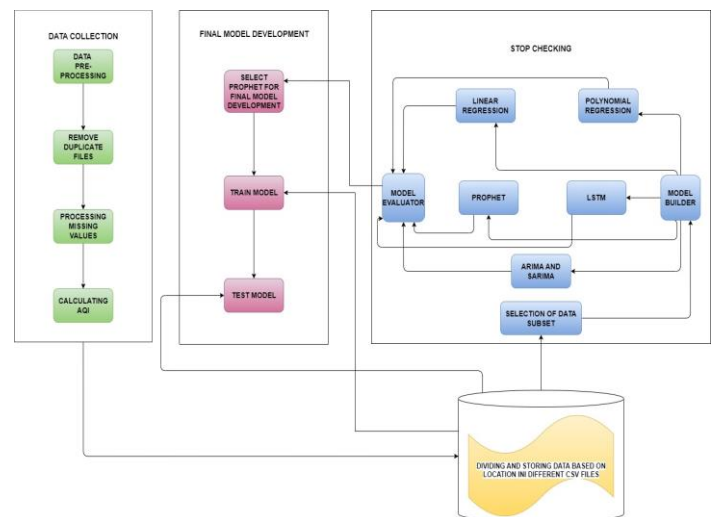 DATA COLLECTION
DATA
PRE-
PROCESSING
REMOVE
DUPLICATE
FILES
PROCESSING
MISSING
VALUES
CALCULATING
AQI
FINAL MODEL DEVELOPMENT
SELECT
PROPHET FOR
FINAL MODEL
DEVELOPMENT
TRAIN MODEL
TEST MODEL
STOP CHECKING
LINEAR
REGRESSION
POLYNOMIAL
REGRESSION
MODEL
EVALUATOR
PROPHET
LSTM
MODEL
BUILDER
ARIMA AND
SARIMA
SELECTION OF DATA
SUBSET
DIVIDING AND STORING DATA BASED ON
LOCATION INI DIFFERENT CSV FILES